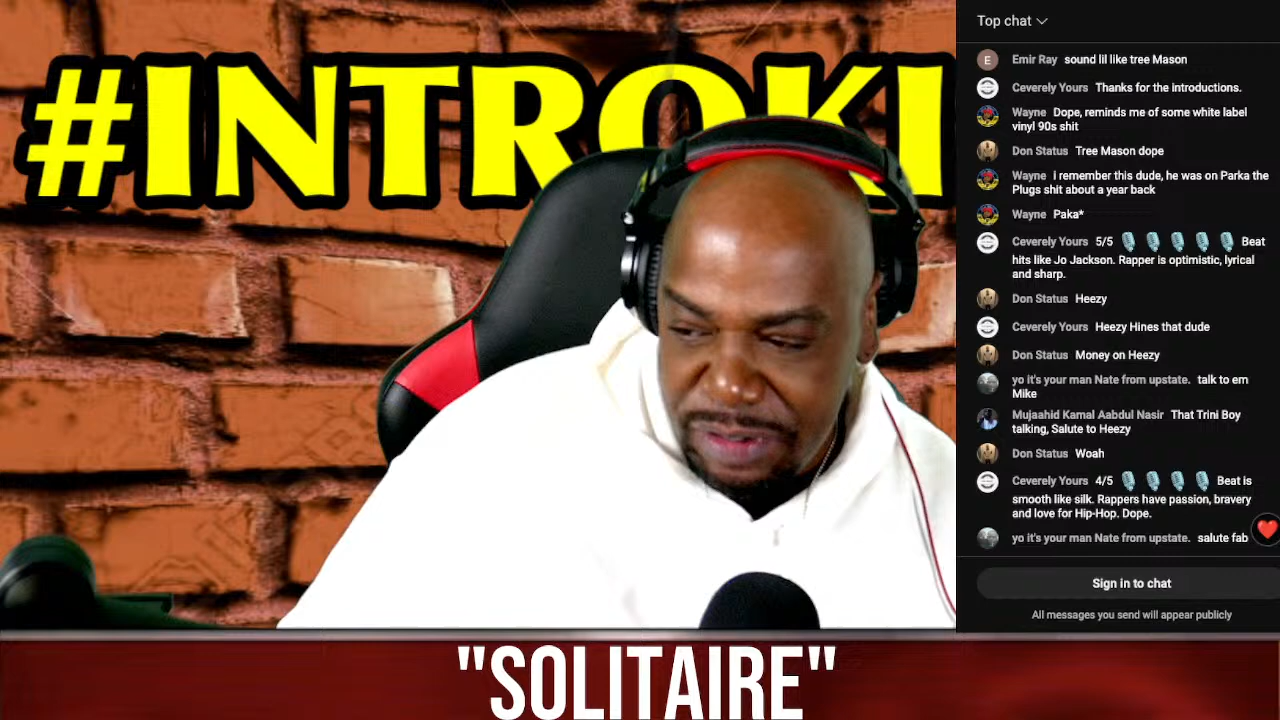 #INTROKI
Top chat
E
Emir Ray sound lil like tree Mason
Ceverely Yours Thanks for the introductions.
Wayne Dope, reminds me of some white label
vinyl 90s shit
Don Status Tree Mason dope
Wayne i remember this dude, he was on Parka the
Plugs shit about a year back
Wayne Paka*
Ceverely Yours 5/5 🎙️ 🎙️ 🎙️ 🎙️ 🎙️ Beat
hits like Jo Jackson. Rapper is optimistic, lyrical
and sharp.
Don Status Heezy
Ceverely Yours Heezy Hines that dude
Don Status Money on Heezy
yo it's your man Nate from upstate. talk to em
Mike
Mujaahid Kamal Aabdul Nasir That Trini Boy
talking, Salute to Heezy
Don Status Woah
Ceverely Yours 4/5 🎙️ 🎙️ 🎙️ 🎙️ Beat is
smooth like silk. Rappers have passion, bravery
and love for Hip-Hop. Dope.
yo it's your man Nate from upstate. salute fab
Sign in to chat
All messages you send will appear publicly
"SOLITAIRE"